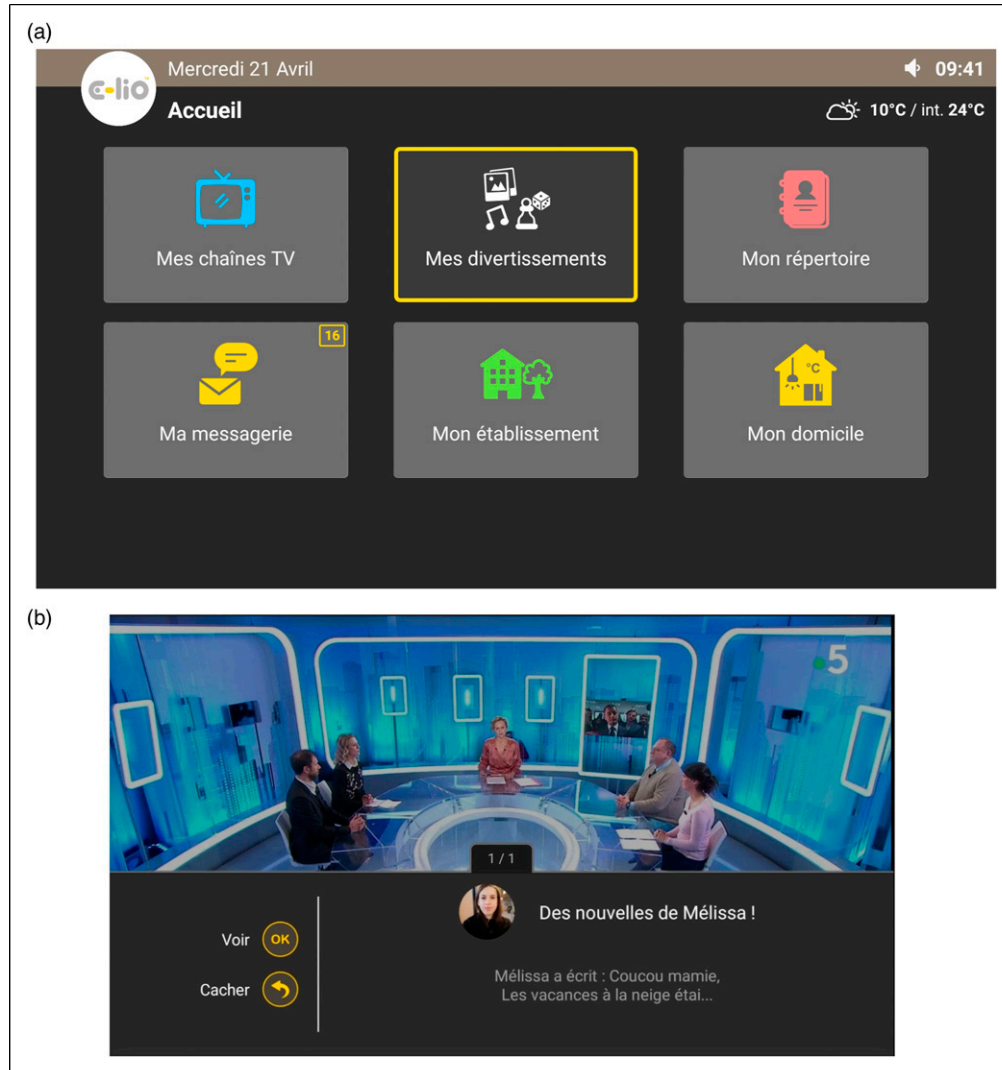 (a)
Mercredi 21 Avril
09:41
e-lio
Accueil
10°C / int. 24°C
Mes chaînes TV
Mes divertissements
Mon répertoire
16
°C
Ma messagerie
Mon établissement
Mon domicile
(b)
5
1 / 1
Des nouvelles de Mélissa !
Voir OK
Cacher
Mélissa a écrit : Coucou mamie,
Les vacances à la neige étai...